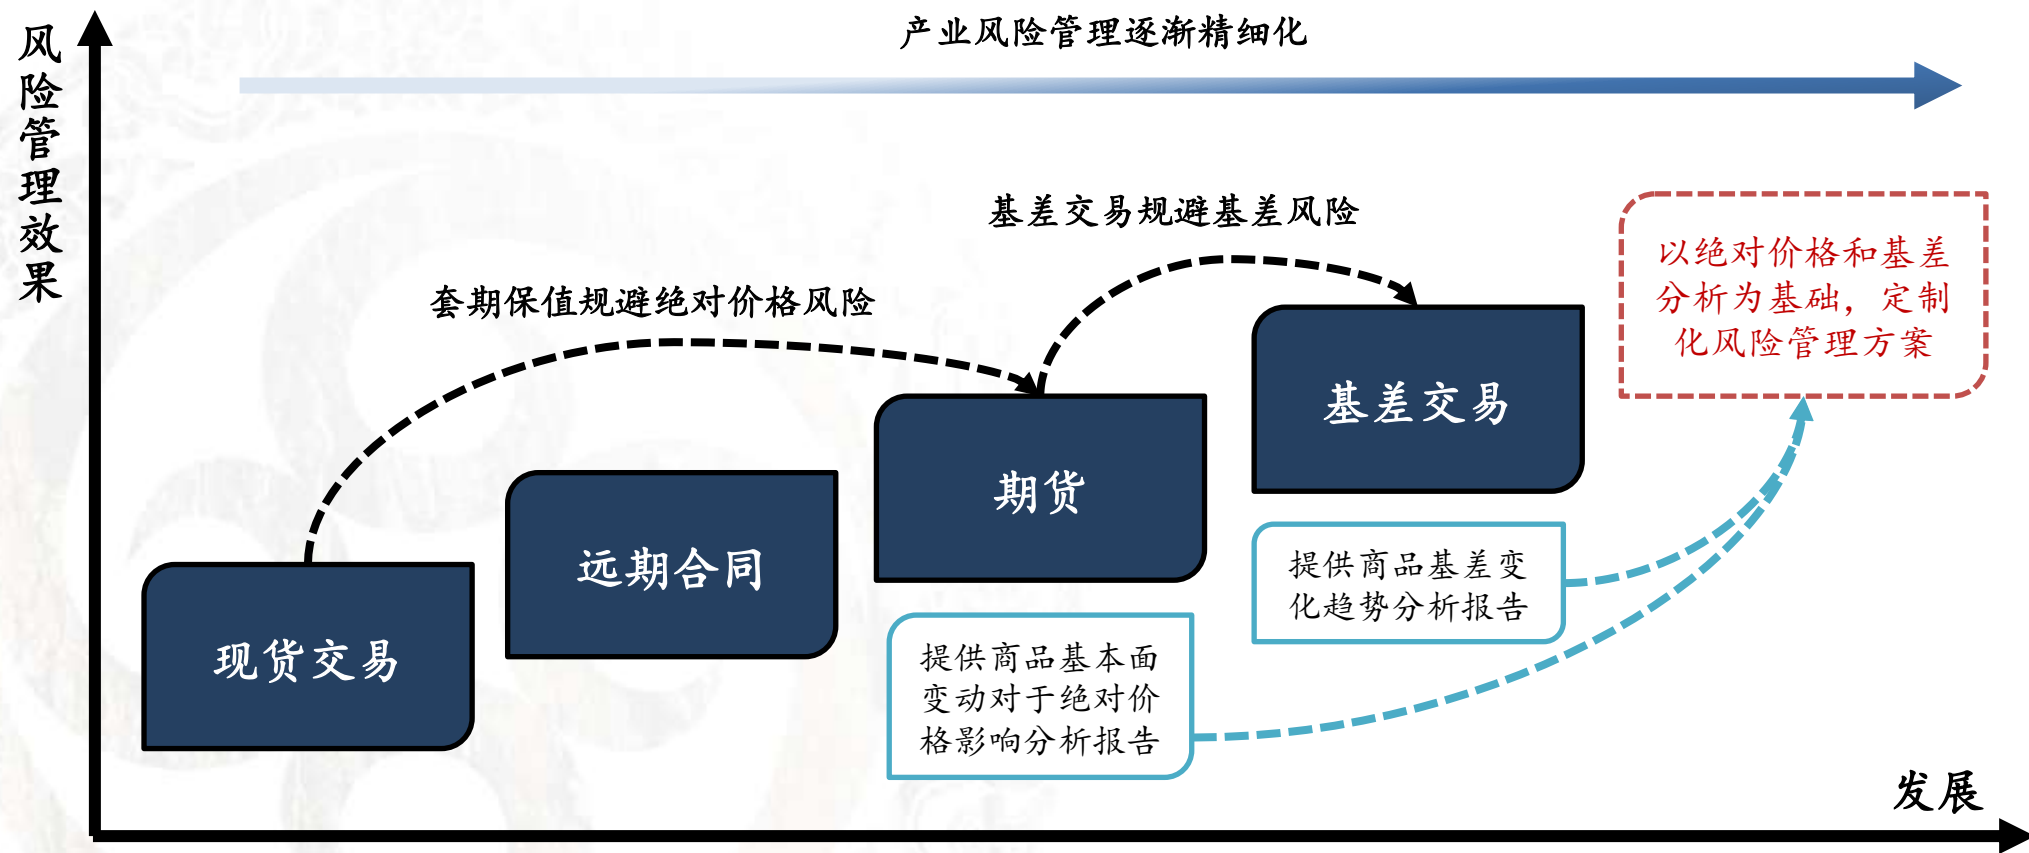 产业风险管理逐渐精细化
风险管理效果
基差交易规避基差风险
套期保值规避绝对价格风险
以绝对价格和基差
分析为基础，定制
化风险管理方案
基差交易
期货
远期合同
现货交易
提供商品基差变
化趋势分析报告
提供商品基本面
变动对于绝对价
格影响分析报告
发展